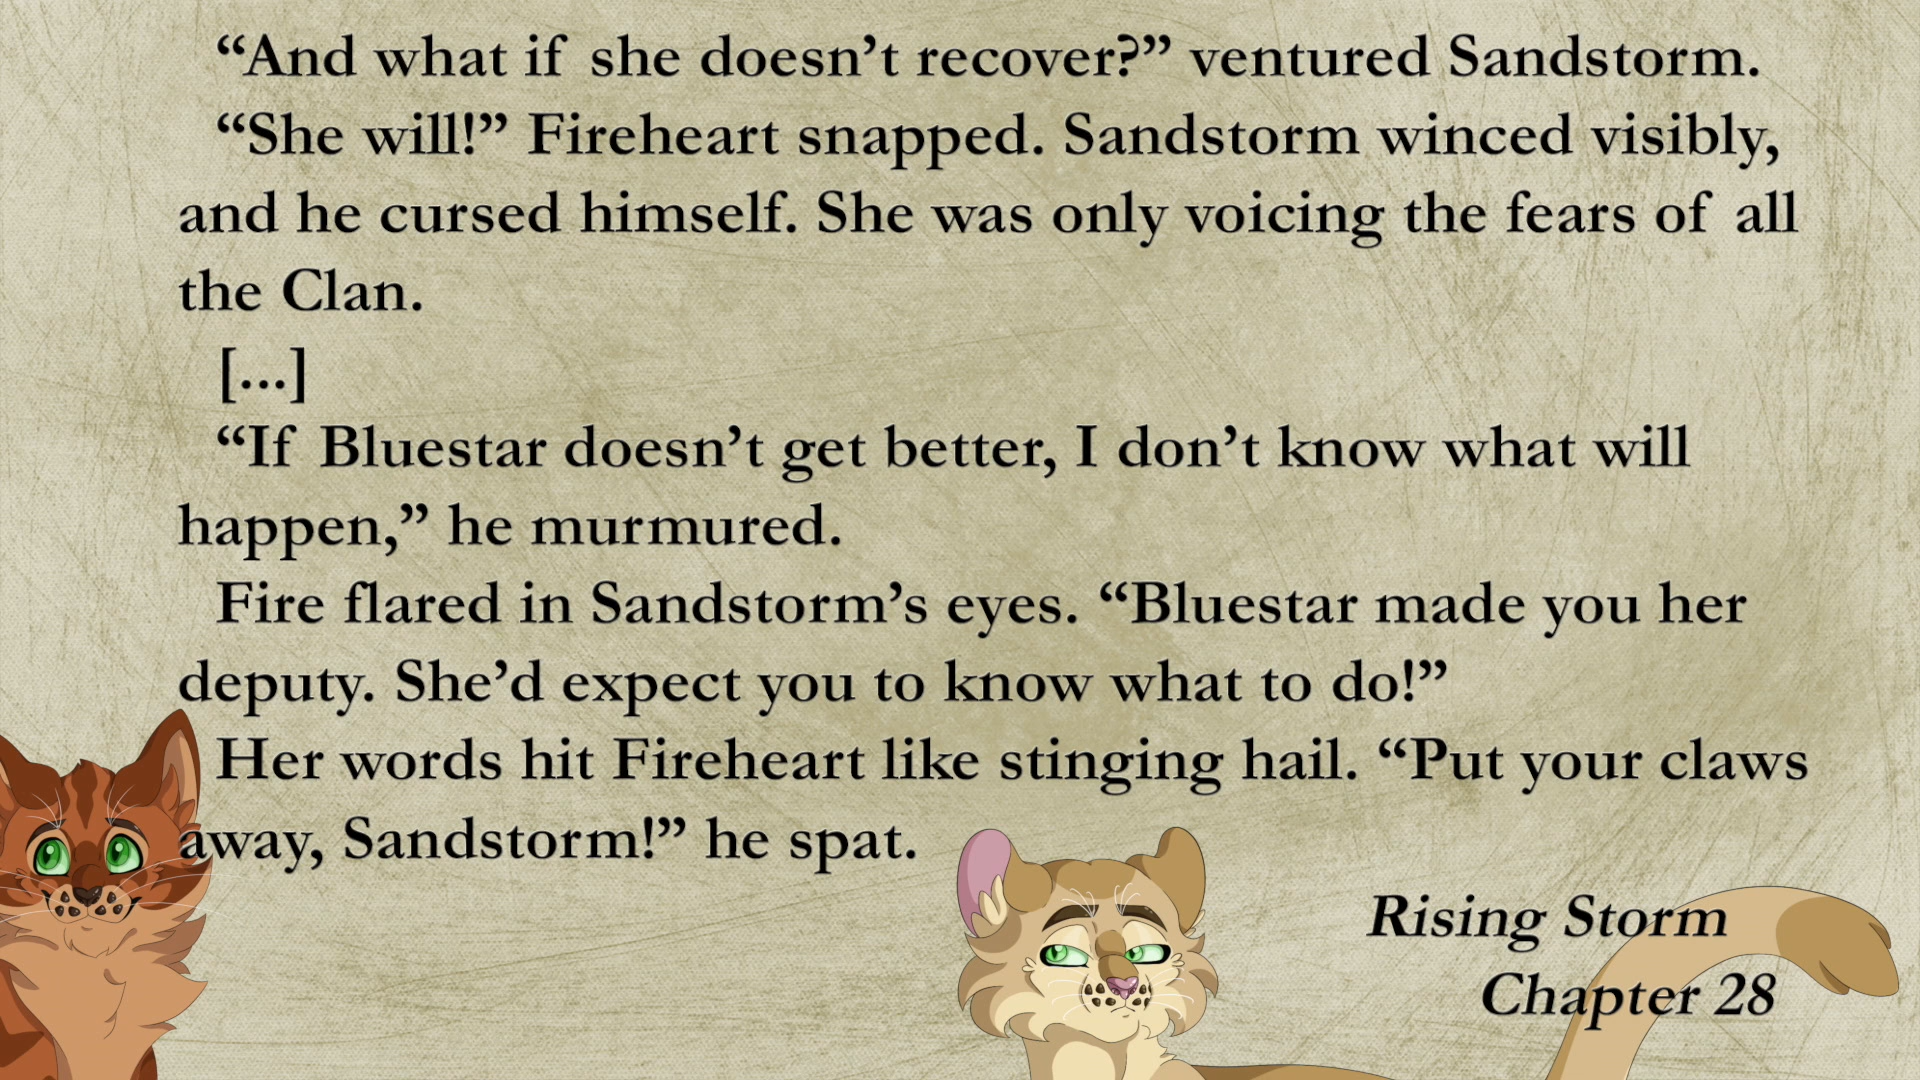 “And what if she doesn’t recover?” ventured Sandstorm.
“She will!” Fireheart snapped. Sandstorm winced visibly,
and he cursed himself. She was only voicing the fears of all
the Clan.
[...]
“If Bluestar doesn’t get better, I don’t know what will
happen,” he murmured.
Fire flared in Sandstorm’s eyes. “Bluestar made you her
deputy. She’d expect you to know what to do!”
Her words hit Fireheart like stinging hail. “Put your claws
away, Sandstorm!” he spat.
Rising Storm
Chapter 28